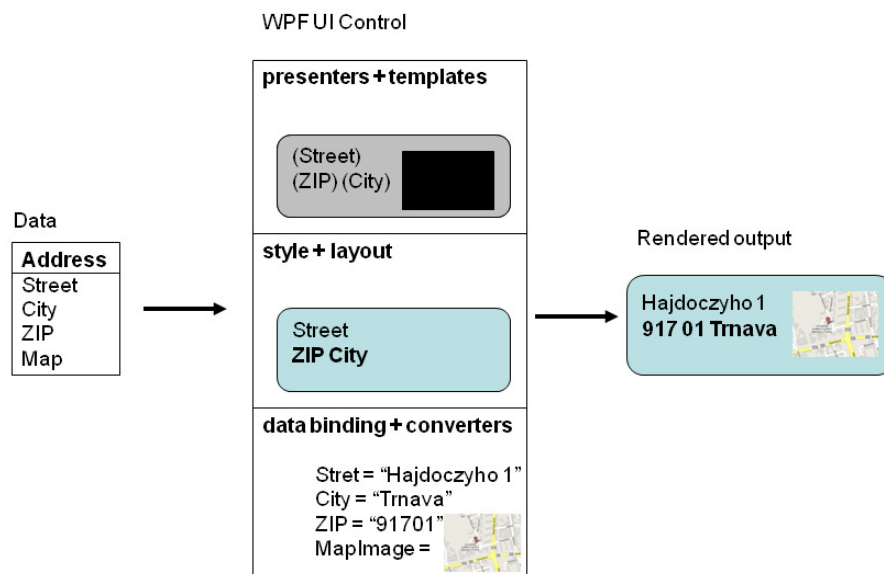 WPF UI Control
presenters + templates
(Street)
(ZIP) (City)
Data
Address
Street
City
ZIP
Map
style + layout
Street
ZIP City
Rendered output
Hajdoczyho 1
917 01 Trnava
data binding + converters
Stret = “Hajdoczyho 1”
City = “Trnava”
ZIP = “91701”
MapImage =